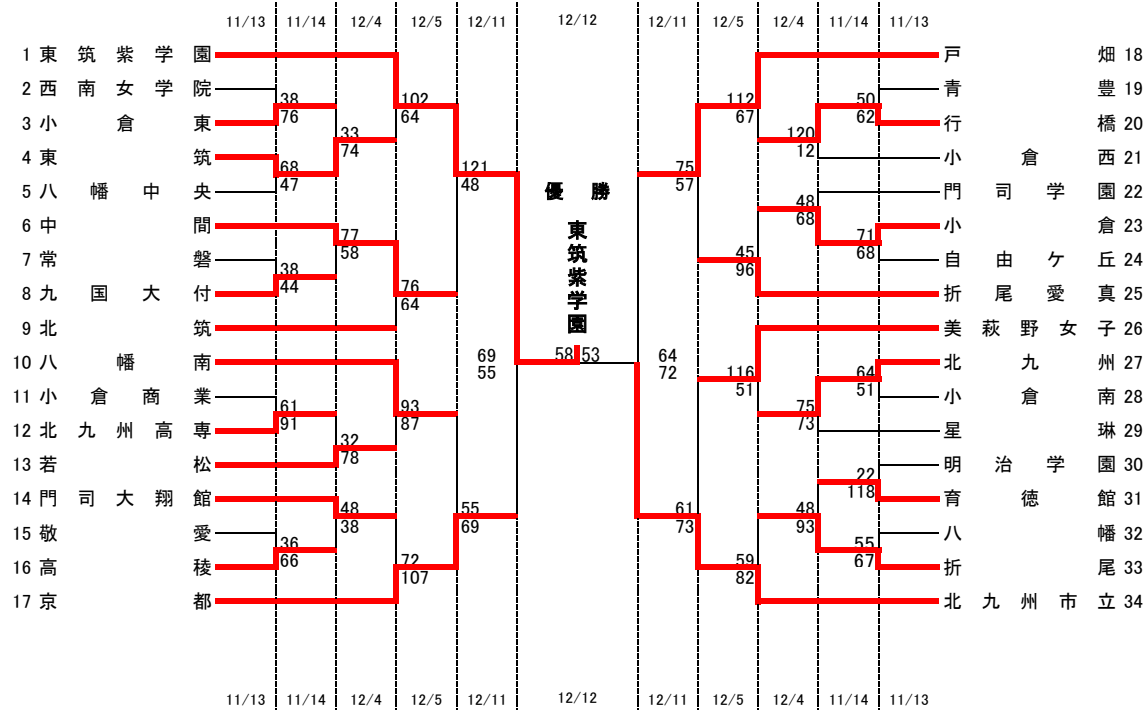 11/13 11/14 12/4 12/5 12/11 12/12 12/11 12/5 12/4 11/14 11/13
1 東筑紫学園
2 西南女学院
3 小倉東
4 東筑
5 八幡中央
6 中間
7 常磐
8 九国大付
9 北筑
10 八幡南
11 小倉商業
12 北九州高専
13 若松
14 門司大翔館
15 敬愛
16 高稜
17 京都
38
76
68
47
38
44
61
91
36
66
33
74
77
58
32
78
48
38
102
64
76
64
93
87
72
107
121
48
55
69
69
55
優勝
東筑紫学園
58 53
64
72
75
57
61
73
112
67
45
96
116
51
59
82
120
12
48
68
75
73
48
93
50
62
71
68
64
51
22
118
55
67
戸畑 18
青豊 19
行橋 20
小倉西 21
門司学園 22
小倉 23
自由ケ丘 24
折尾愛真 25
美萩野女子 26
北九州 27
小倉南 28
星琳 29
明治学園 30
育徳館 31
八幡 32
折尾 33
北九州市立 34
11/13 11/14 12/4 12/5 12/11 12/12 12/11 12/5 12/4 11/14 11/13